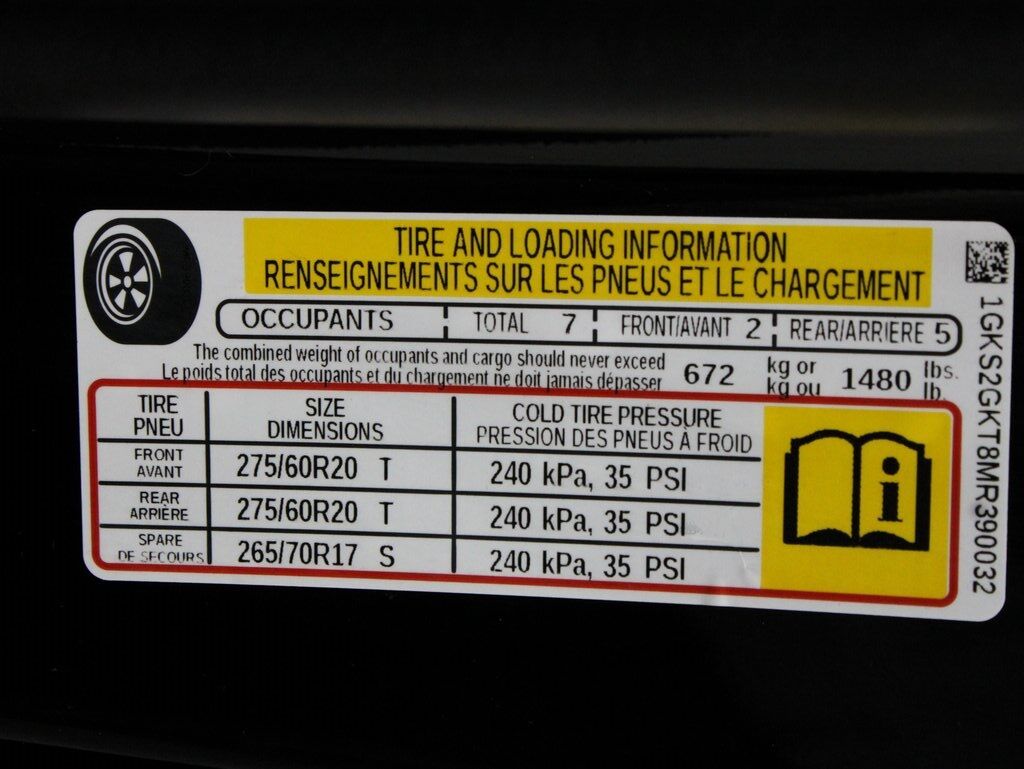 TIRE AND LOADING INFORMATION
RENSEIGNEMENTS SUR LES PNEUS ET LE CHARGEMENT
OCCUPANTS TOTAL 7 FRONT/AVANT 2 REAR/ARRIERE 5
The combined weight of occupants and cargo should never exceed 672 kg or 1480 lbs.
Le poids total des occupants et du chargement ne doit jamais dépasser kg ou lb.
TIRE SIZE COLD TIRE PRESSURE
PNEU DIMENSIONS PRESSION DES PNEUS À FROID
FRONT
AVANT 275/60R20 T 240 kPa, 35 PSI
REAR
ARRIÈRE 275/60R20 T 240 kPa, 35 PSI
SPARE
DE SECOURS 265/70R17 S 240 kPa, 35 PSI
i
1GKS2GKT8MR390032